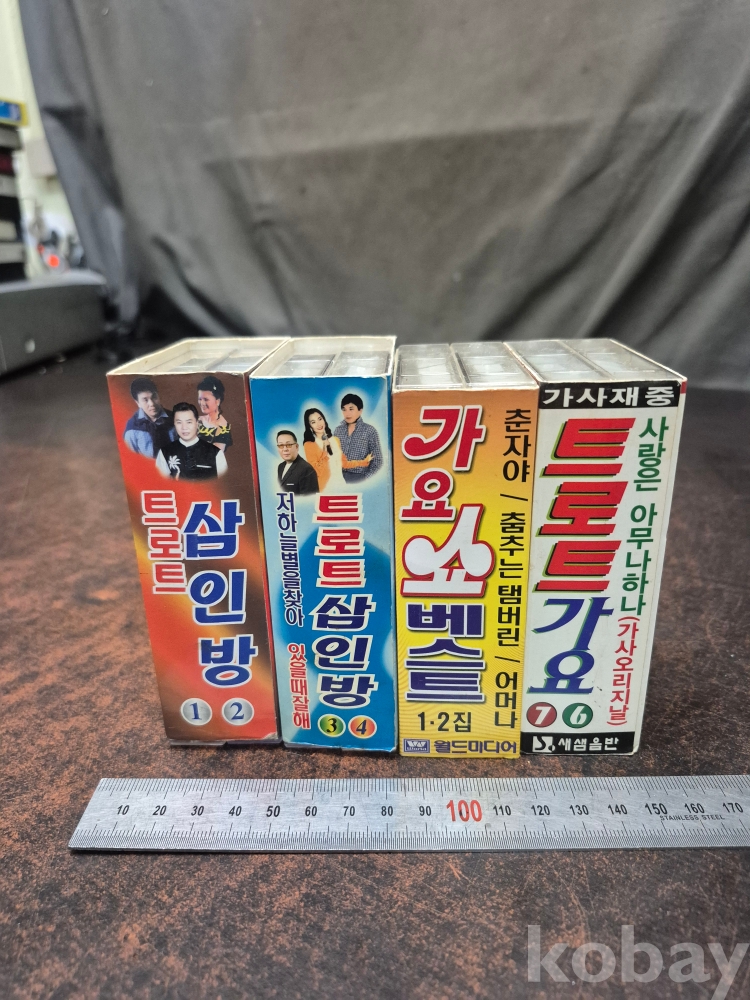 트로트
삼인방
1 2
저하늘별을찾아
있을때잘해
트로트삼인방
3 4
가요쇼베스트
춘자야 / 춤추는탬버린 / 어머나
1·2집
W
월드미디어
가사재중
트로트가요
사랑은 아무나하나(가사오리지날)
7 6
새샘음반
10 20 30 40 50 60 70 80 90 100 110 120 130 140 150 160 170
STAINLESS STEEL
kobay